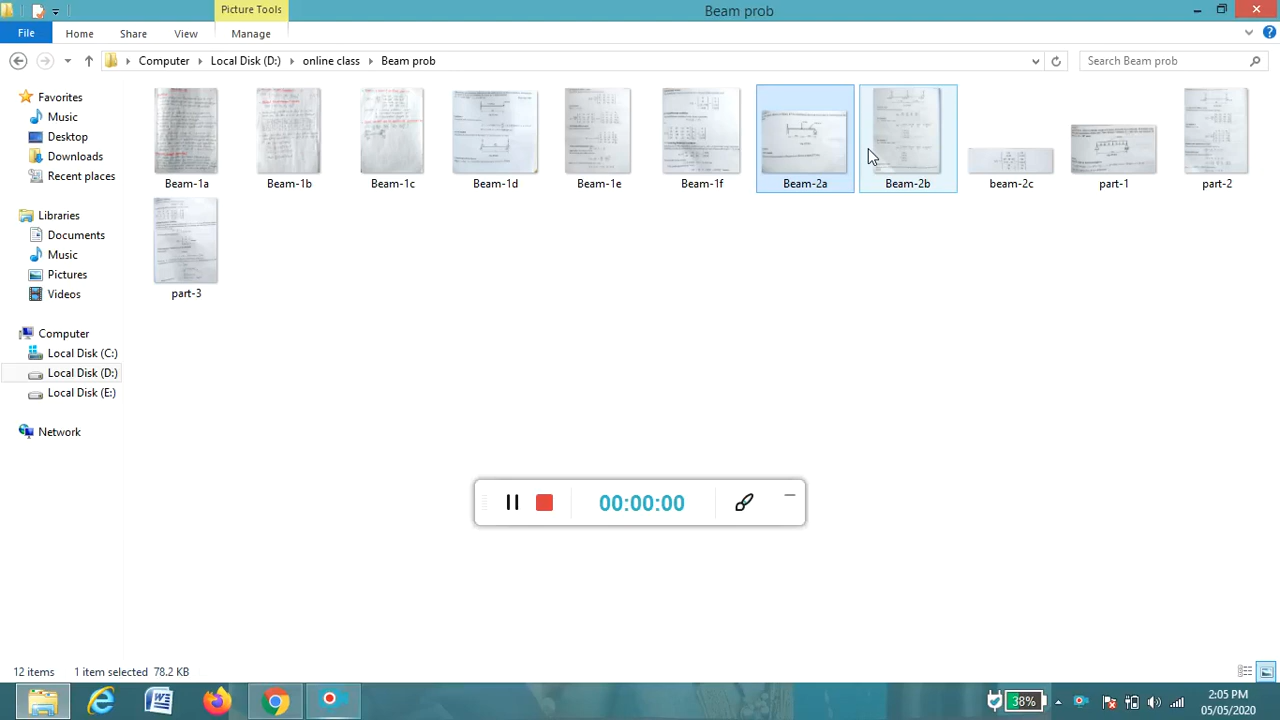 Picture Tools
Beam prob
File
Home
Share
View
Manage
Computer
Local Disk (D:)
online class
Beam prob
Search Beam prob
Favorites
Music
Desktop
Downloads
Recent places
Libraries
Documents
Music
Pictures
Videos
Computer
Local Disk (C:)
Local Disk (D:)
Local Disk (E:)
Network
Beam-1a
Beam-1b
Beam-1c
Beam-1d
Beam-1e
Beam-1f
Beam-2a
Beam-2b
beam-2c
part-1
part-2
part-3
00:00:00
12 items
1 item selected 78.2 KB
38%
2:05 PM
05/05/2020